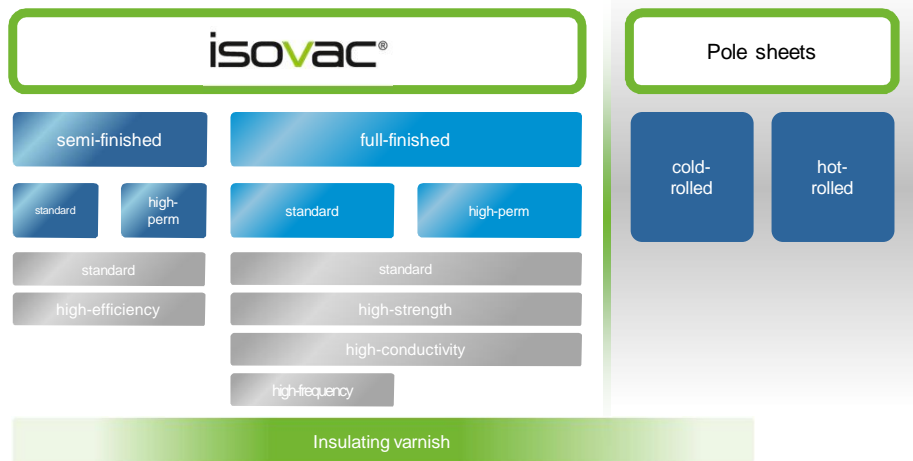 isovac®
Pole sheets
semi-finished
full-finished
cold-
rolled
hot-
rolled
standard
high-
perm
standard
high-perm
standard
standard
high-efficiency
high-strength
high-conductivity
high-frequency
Insulating varnish